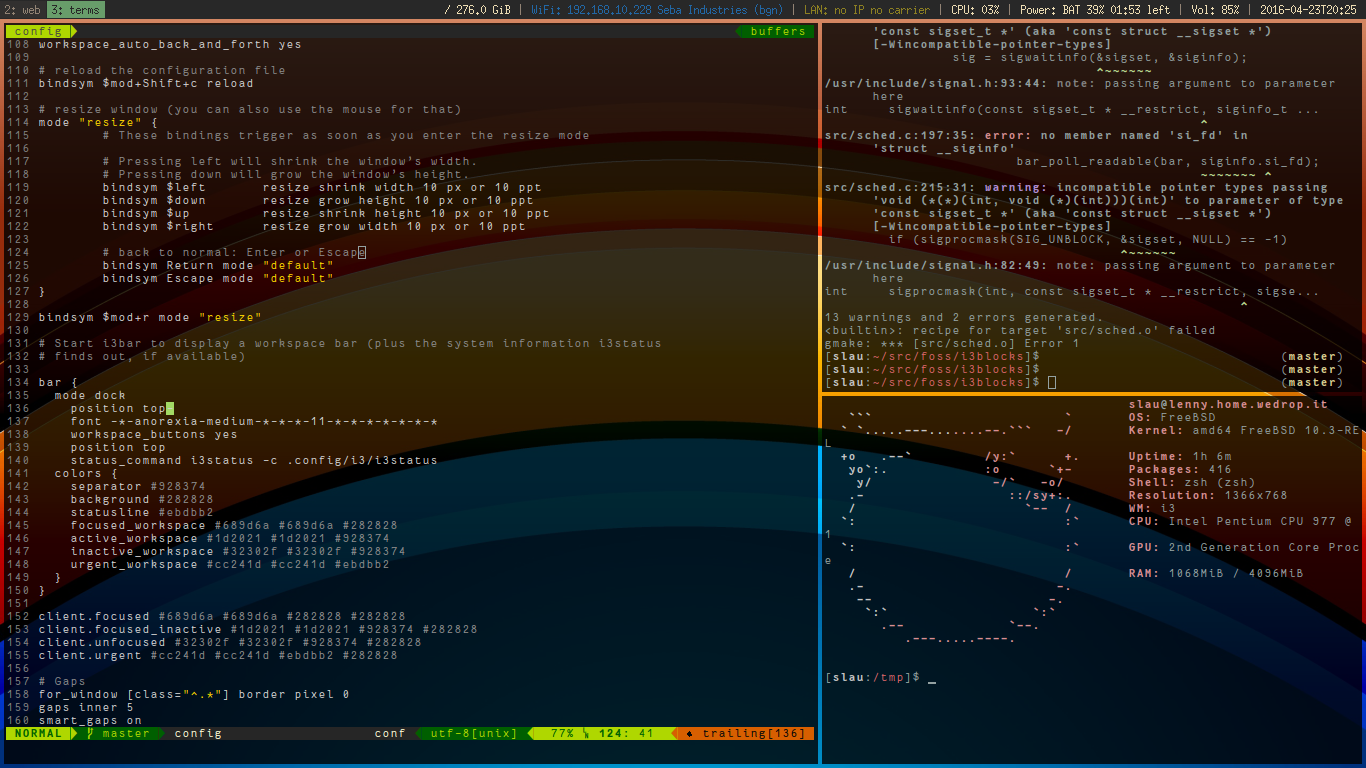 2: web 3: terms / 276.0 GiB | WiFi: 192.168.10.228 Seba Industries (bgn) | LAN: no IP no carrier | CPU: 03% | Power: BAT 39% 01:53 left | Vol: 85% | 2016-04-23T20:25
config buffers
108 workspace_auto_back_and_forth yes
109
110 # reload the configuration file
111 bindsym $mod+Shift+c reload
112
113 # resize window (you can also use the mouse for that)
114 mode "resize" {
115 # These bindings trigger as soon as you enter the resize mode
116
117 # Pressing left will shrink the window's width.
118 # Pressing down will grow the window's height.
119 bindsym $left resize shrink width 10 px or 10 ppt
120 bindsym $down resize grow height 10 px or 10 ppt
121 bindsym $up resize shrink height 10 px or 10 ppt
122 bindsym $right resize grow width 10 px or 10 ppt
123
124 # back to normal: Enter or Escape
125 bindsym Return mode "default"
126 bindsym Escape mode "default"
127 }
128
129 bindsym $mod+r mode "resize"
130
131 # Start i3bar to display a workspace bar (plus the system information i3status
132 # finds out, if available)
133
134 bar {
135 mode dock
136 position top-
137 font -*-anorexia-medium-*-*-*-11-*-*-*-*-*-*-*
138 workspace_buttons yes
139 position top
140 status_command i3status -c .config/i3/i3status
141 colors {
142 separator #928374
143 background #282828
144 statusline #ebdbb2
145 focused_workspace #689d6a #689d6a #282828
146 active_workspace #1d2021 #1d2021 #928374
147 inactive_workspace #32302f #32302f #928374
148 urgent_workspace #cc241d #cc241d #ebdbb2
149 }
150 }
151
152 client.focused #689d6a #689d6a #282828 #282828
153 client.focused_inactive #1d2021 #1d2021 #928374 #282828
154 client.unfocused #32302f #32302f #928374 #282828
155 client.urgent #cc241d #cc241d #ebdbb2 #282828
156
157 # Gaps
158 for_window [class="^.*"] border pixel 0
159 gaps inner 5
160 smart_gaps on
NORMAL master config conf utf-8[unix] 77% 124: 41 trailing[136]
'const sigset_t *' (aka 'const struct __sigset *')
[-Wincompatible-pointer-types]
sig = sigwaitinfo(&sigset, &siginfo);
^~~~~~~
/usr/include/signal.h:93:44: note: passing argument to parameter
here
int sigwaitinfo(const sigset_t * __restrict, siginfo_t ...
^
src/sched.c:197:35: error: no member named 'si_fd' in
'struct __siginfo'
bar_poll_readable(bar, siginfo.si_fd);
~~~~~~~ ^
src/sched.c:215:31: warning: incompatible pointer types passing
'void (*(*)(int, void (*)(int)))(int)' to parameter of type
'const sigset_t *' (aka 'const struct __sigset *')
[-Wincompatible-pointer-types]
if (sigprocmask(SIG_UNBLOCK, &sigset, NULL) == -1)
^~~~~~~
/usr/include/signal.h:82:49: note: passing argument to parameter
here
int sigprocmask(int, const sigset_t * __restrict, sigse...
^
13 warnings and 2 errors generated.
<builtin>: recipe for target 'src/sched.o' failed
gmake: *** [src/sched.o] Error 1
[slau:~/src/foss/i3blocks]$ (master)
[slau:~/src/foss/i3blocks]$ (master)
[slau:~/src/foss/i3blocks]$ (master)
slau@lenny.home.wedrop.it
``` ` OS: FreeBSD
` `.....---.......--.``` -/ Kernel: amd64 FreeBSD 10.3-RE
L
+o .--` /y:` +. Uptime: 1h 6m
yo`:. :o `+- Packages: 416
y/ -/` -o/ Shell: zsh (zsh)
.- ::/sy+:. Resolution: 1366x768
/ `-- / WM: i3
`: :` CPU: Intel Pentium CPU 977 @
1
`: :` GPU: 2nd Generation Core Proc
e
/ / RAM: 1068MiB / 4096MiB
.- -.
-- -.
`:` `:`
.-- `--.
.---.....----.
[slau:/tmp]$ _